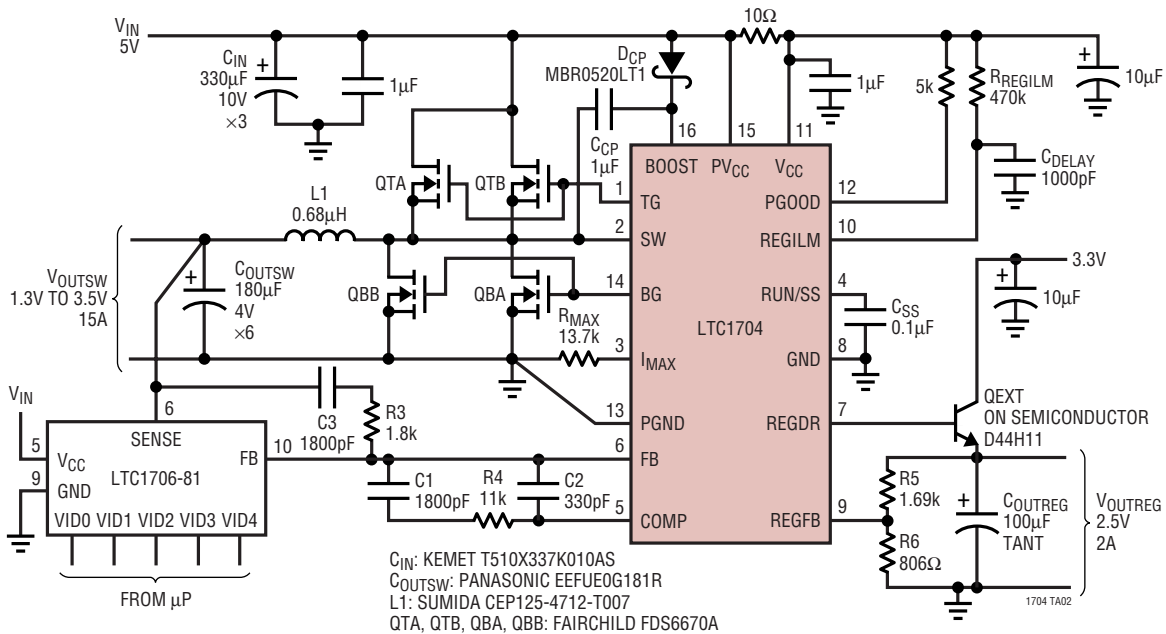 VIN
5V
CIN
330μF
10V
×3
+
1μF
DCP
MBR0520LT1
CCP
1μF
10Ω
1μF
5k
RREGILM
470k
+
10μF
CDELAY
1000pF
16
15
11
BOOST
PVCC
VCC
QTA
QTB
1
TG
PGOOD
12
L1
0.68μH
2
SW
REGILM
10
VOUTSW
1.3V TO 3.5V
15A
+
COUTSW
180μF
4V
×6
QBB
QBA
14
BG
RUN/SS
4
CSS
0.1μF
LTC1704
3.3V
+
10μF
RMAX
13.7k
3
IMAX
GND
8
13
PGND
REGDR
7
QEXT
ON SEMICONDUCTOR
D44H11
VIN
6
SENSE
5
VCC
9
GND
LTC1706-81
FB
10
VID0 VID1 VID2 VID3 VID4
FROM μP
C3
1800pF
R3
1.8k
C1
1800pF
R4
11k
C2
330pF
6
FB
5
COMP
REGFB
9
R5
1.69k
R6
806Ω
+
COUTREG
100μF
TANT
VOUTREG
2.5V
2A
CIN: KEMET T510X337K010AS
COUTSW: PANASONIC EEFUE0G181R
L1: SUMIDA CEP125-4712-T007
QTA, QTB, QBA, QBB: FAIRCHILD FDS6670A
1704 TA02